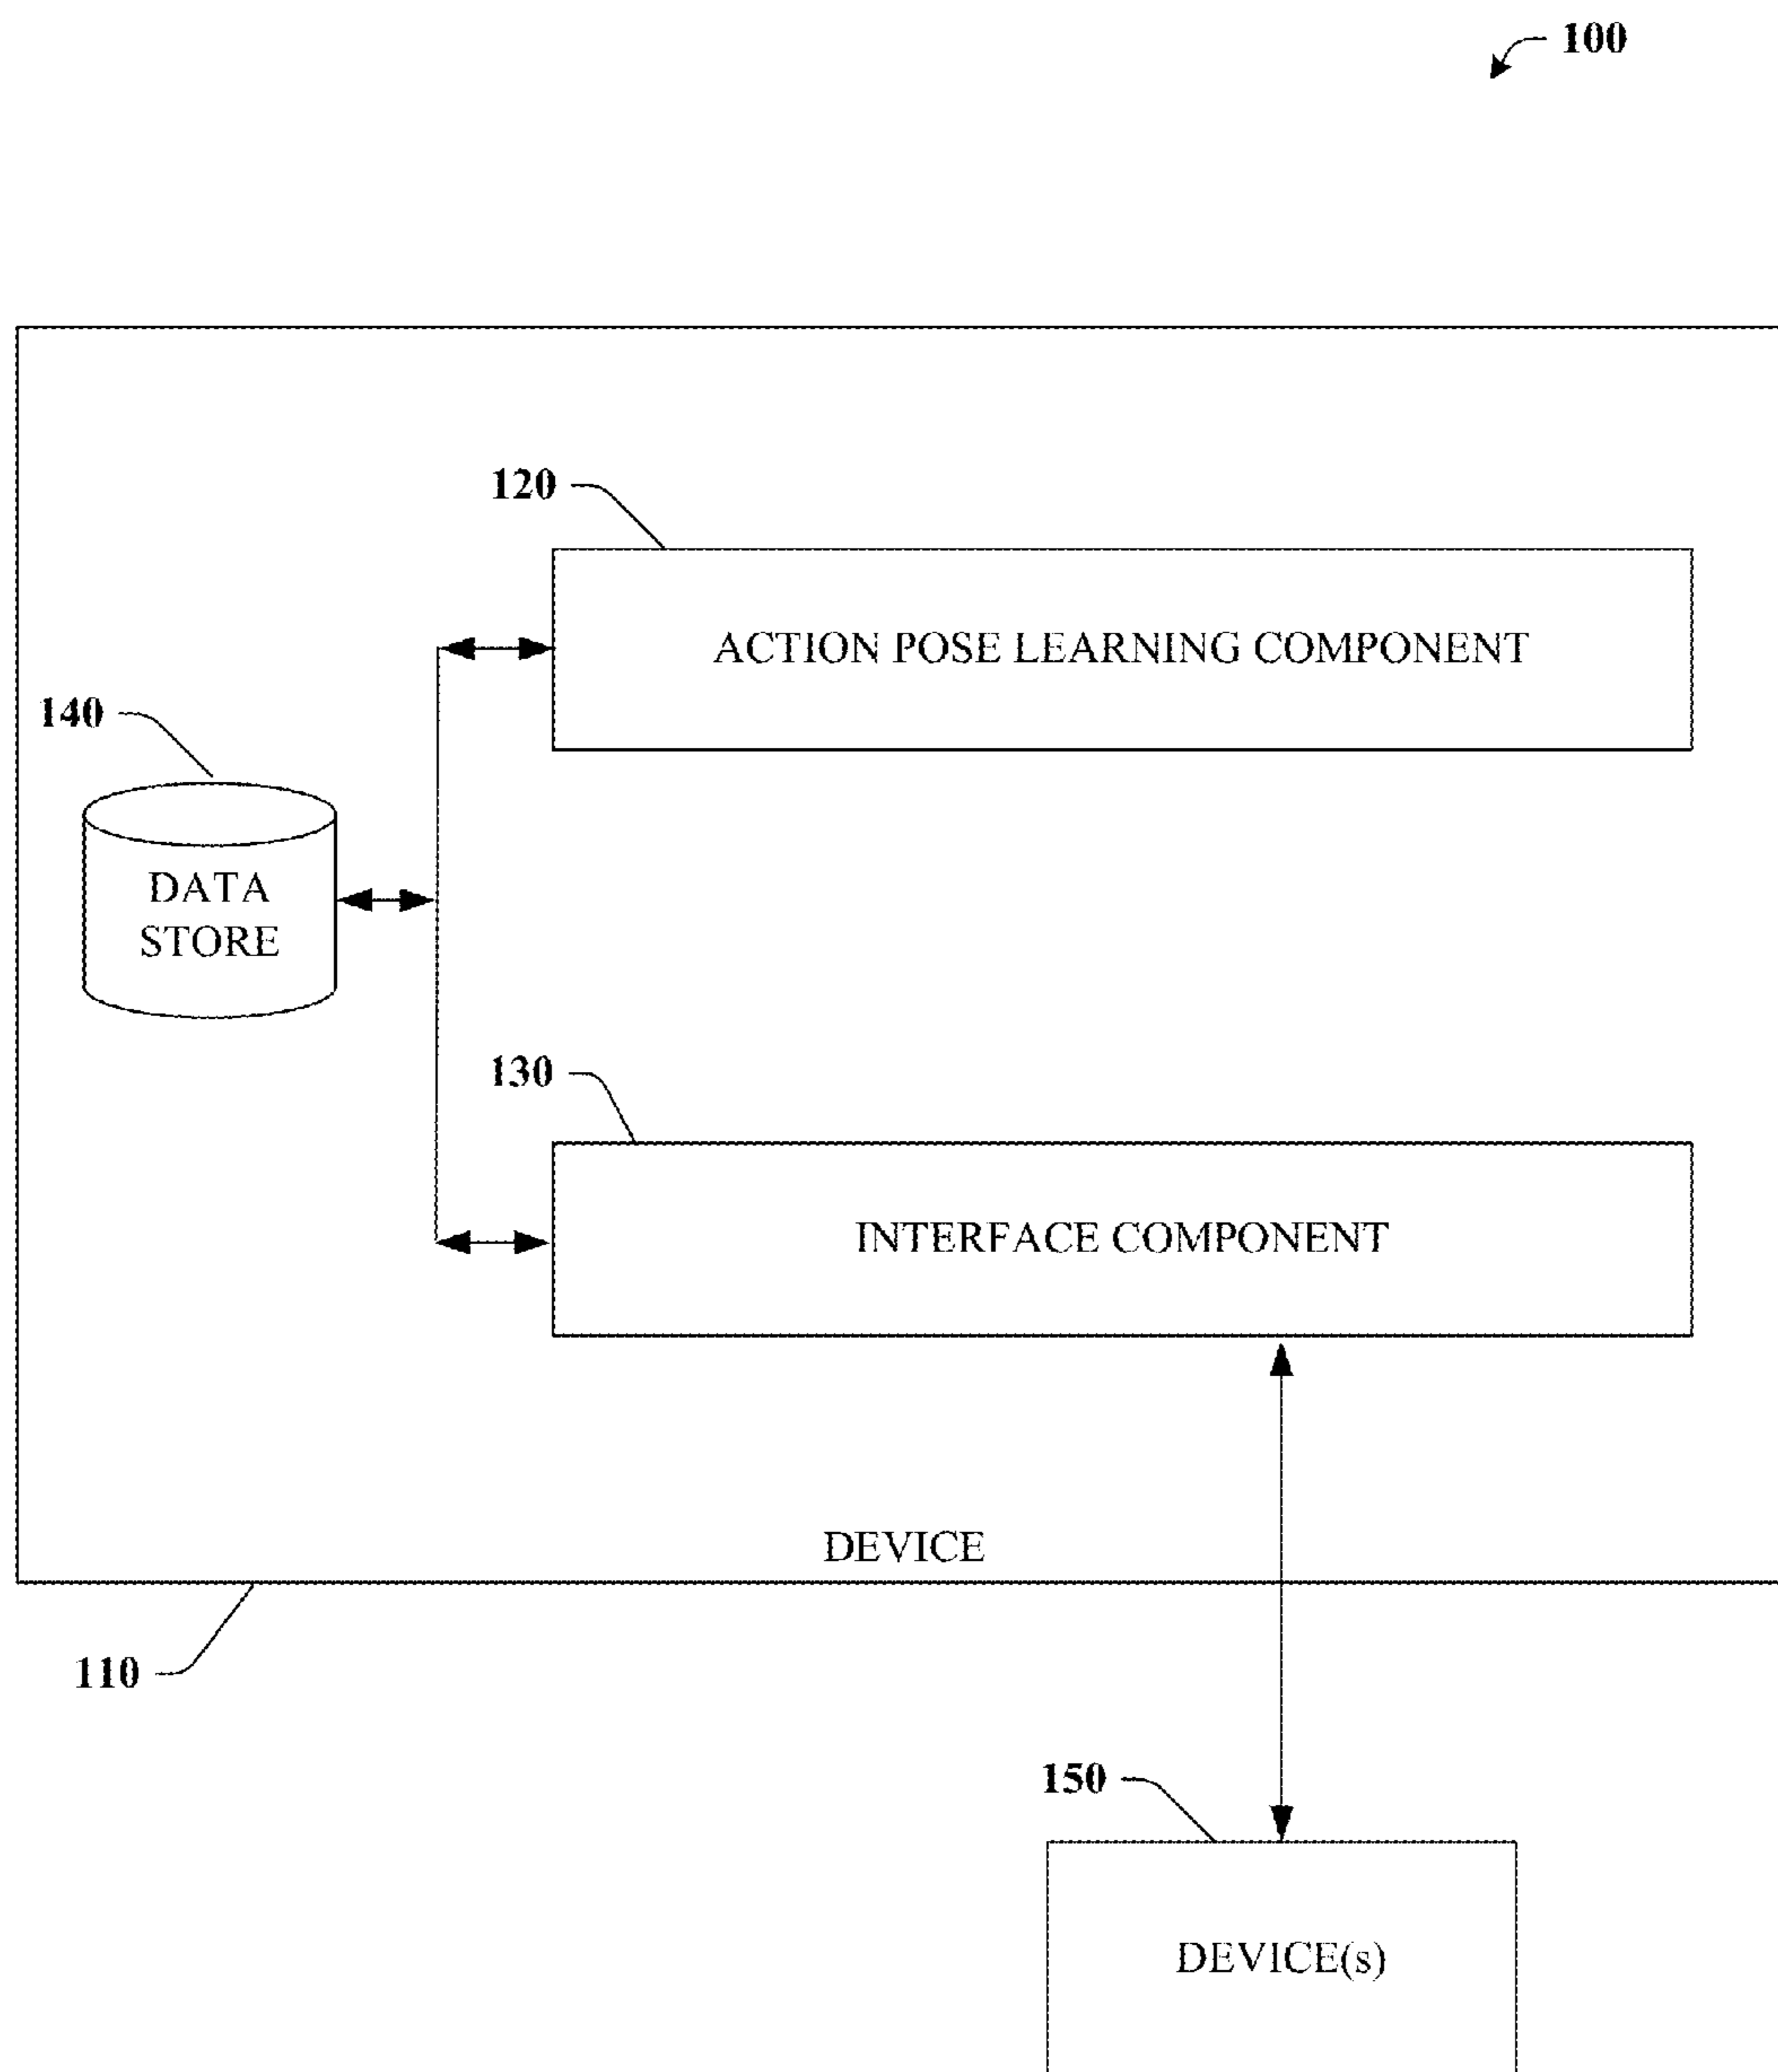 100
120
ACTION POSE LEARNING COMPONENT
140
DATA
STORE
130
INTERFACE COMPONENT
DEVICE
110
150
DEVICE(s)